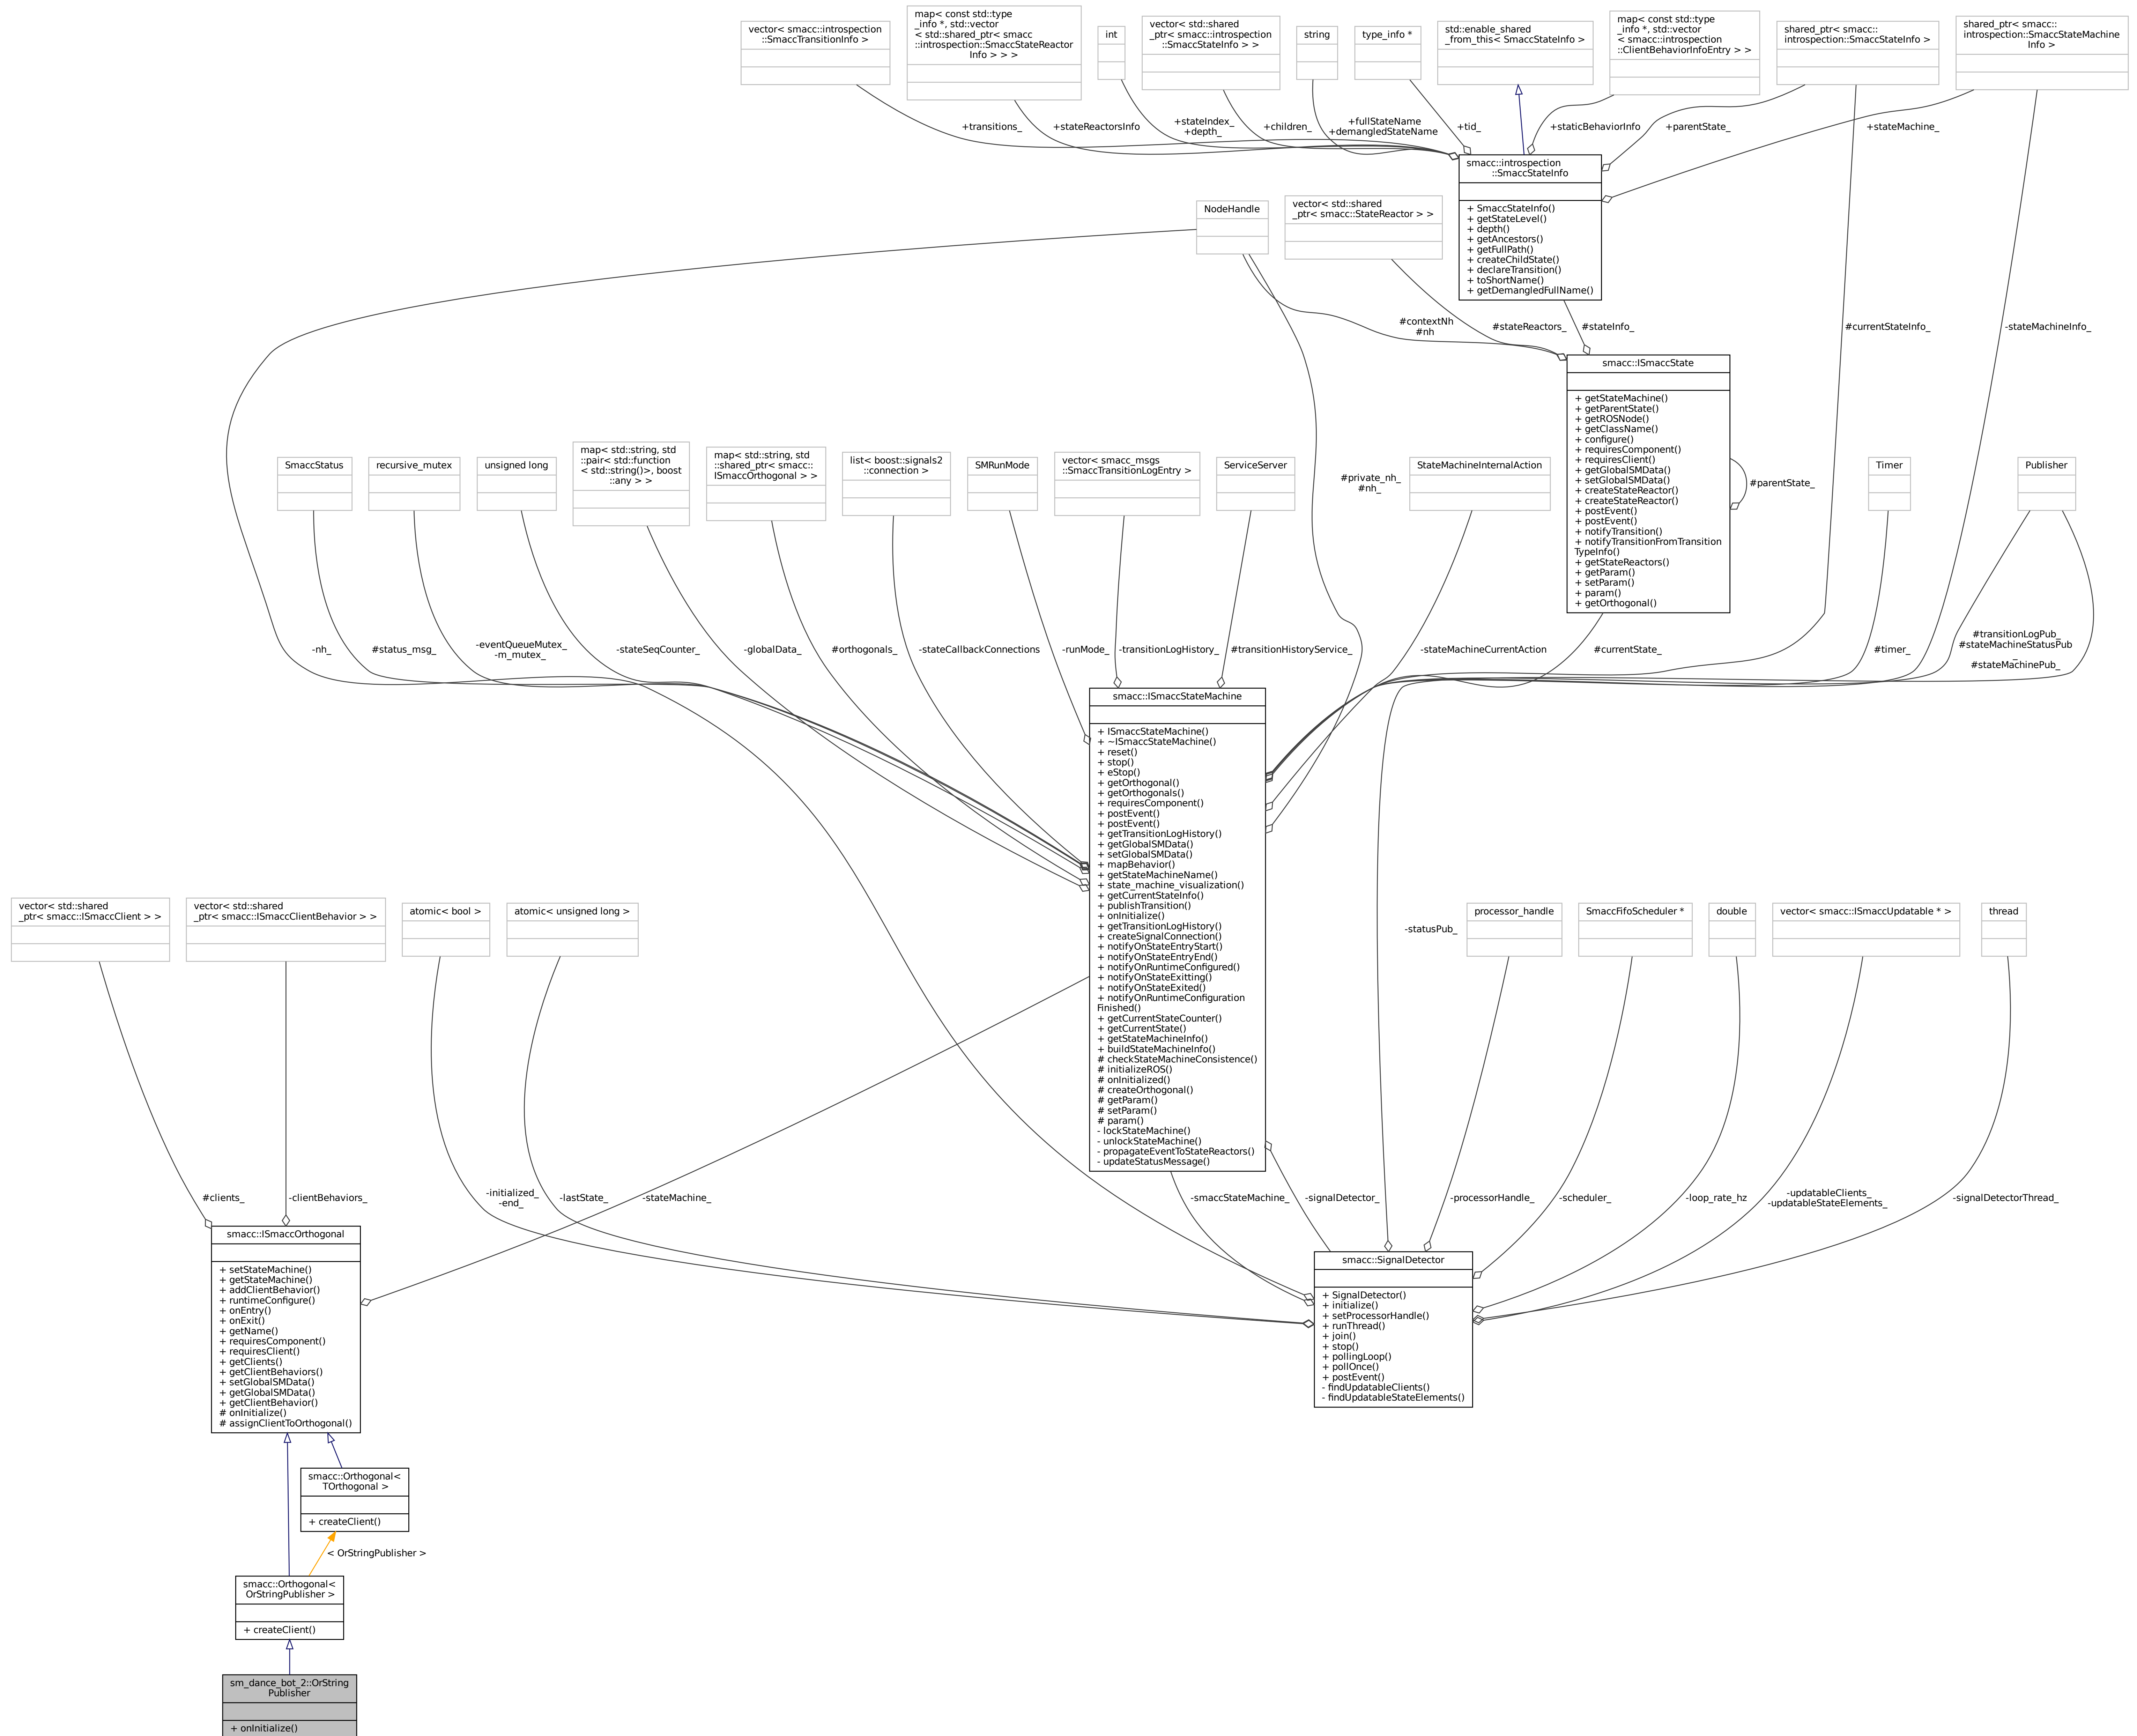 vector< smacc::introspection
::SmaccTransitionInfo >
map< const std::type
_info *, std::vector
< std::shared_ptr< smacc
::introspection::SmaccStateReactor
Info > > >
int
vector< std::shared
_ptr< smacc::introspection
::SmaccStateInfo > >
string
type_info *
std::enable_shared
_from_this< SmaccStateInfo >
map< const std::type
_info *, std::vector
< smacc::introspection
::ClientBehaviorInfoEntry > >
shared_ptr< smacc::
introspection::SmaccStateInfo >
shared_ptr< smacc::
introspection::SmaccStateMachine
Info >
+transitions_
+stateReactorsInfo
+stateIndex_
+depth_
+children_
+fullStateName
+demangledStateName
+tid_
+staticBehaviorInfo
+parentState_
+stateMachine_
smacc::introspection
::SmaccStateInfo
+ SmaccStateInfo()
+ getStateLevel()
+ depth()
+ getAncestors()
+ getFullPath()
+ createChildState()
+ declareTransition()
+ toShortName()
+ getDemangledFullName()
NodeHandle
vector< std::shared
_ptr< smacc::StateReactor > >
#contextNh
#nh
#stateReactors_
#stateInfo_
#currentStateInfo_
-stateMachineInfo_
smacc::ISmaccState
+ getStateMachine()
+ getParentState()
+ getROSNode()
+ getClassName()
+ configure()
+ requiresComponent()
+ requiresClient()
+ getGlobalSMData()
+ setGlobalSMData()
+ createStateReactor()
+ createStateReactor()
+ postEvent()
+ postEvent()
+ notifyTransition()
+ notifyTransitionFromTransition
TypeInfo()
+ getStateReactors()
+ getParam()
+ setParam()
+ param()
+ getOrthogonal()
#parentState_
SmaccStatus
recursive_mutex
unsigned long
map< std::string, std
::pair< std::function
< std::string()>, boost
::any > >
map< std::string, std
::shared_ptr< smacc::
ISmaccOrthogonal > >
list< boost::signals2
::connection >
SMRunMode
vector< smacc_msgs
::SmaccTransitionLogEntry >
ServiceServer
#private_nh_
#nh_
StateMachineInternalAction
Timer
Publisher
-nh_
#status_msg_
-eventQueueMutex_
-m_mutex_
-stateSeqCounter_
-globalData_
#orthogonals_
-stateCallbackConnections
-runMode_
-transitionLogHistory_
#transitionHistoryService_
-stateMachineCurrentAction
#currentState_
#timer_
#transitionLogPub_
#stateMachineStatusPub
_
#stateMachinePub_
smacc::ISmaccStateMachine
+ ISmaccStateMachine()
+ ~ISmaccStateMachine()
+ reset()
+ stop()
+ eStop()
+ getOrthogonal()
+ getOrthogonals()
+ requiresComponent()
+ postEvent()
+ postEvent()
+ getTransitionLogHistory()
+ getGlobalSMData()
+ setGlobalSMData()
+ mapBehavior()
+ getStateMachineName()
+ state_machine_visualization()
+ getCurrentStateInfo()
+ publishTransition()
+ onInitialize()
+ getTransitionLogHistory()
+ createSignalConnection()
+ notifyOnStateEntryStart()
+ notifyOnStateEntryEnd()
+ notifyOnRuntimeConfigured()
+ notifyOnStateExitting()
+ notifyOnStateExited()
+ notifyOnRuntimeConfiguration
Finished()
+ getCurrentStateCounter()
+ getCurrentState()
+ getStateMachineInfo()
+ buildStateMachineInfo()
# checkStateMachineConsistence()
# initializeROS()
# onInitialized()
# createOrthogonal()
# getParam()
# setParam()
# param()
- lockStateMachine()
- unlockStateMachine()
- propagateEventToStateReactors()
- updateStatusMessage()
vector< std::shared
_ptr< smacc::ISmaccClient > >
vector< std::shared
_ptr< smacc::ISmaccClientBehavior > >
atomic< bool >
atomic< unsigned long >
-statusPub_
processor_handle
SmaccFifoScheduler *
double
vector< smacc::ISmaccUpdatable * >
thread
#clients_
-clientBehaviors_
-initialized_
-end_
-lastState_
-stateMachine_
-smaccStateMachine_
-signalDetector_
-processorHandle_
-scheduler_
-loop_rate_hz
-updatableClients_
-updatableStateElements_
-signalDetectorThread_
smacc::ISmaccOrthogonal
+ setStateMachine()
+ getStateMachine()
+ addClientBehavior()
+ runtimeConfigure()
+ onEntry()
+ onExit()
+ getName()
+ requiresComponent()
+ requiresClient()
+ getClients()
+ getClientBehaviors()
+ setGlobalSMData()
+ getGlobalSMData()
+ getClientBehavior()
# onInitialize()
# assignClientToOrthogonal()
smacc::SignalDetector
+ SignalDetector()
+ initialize()
+ setProcessorHandle()
+ runThread()
+ join()
+ stop()
+ pollingLoop()
+ pollOnce()
+ postEvent()
- findUpdatableClients()
- findUpdatableStateElements()
smacc::Orthogonal<
TOrthogonal >
+ createClient()
< OrStringPublisher >
smacc::Orthogonal<
OrStringPublisher >
+ createClient()
sm_dance_bot_2::OrString
Publisher
+ onInitialize()